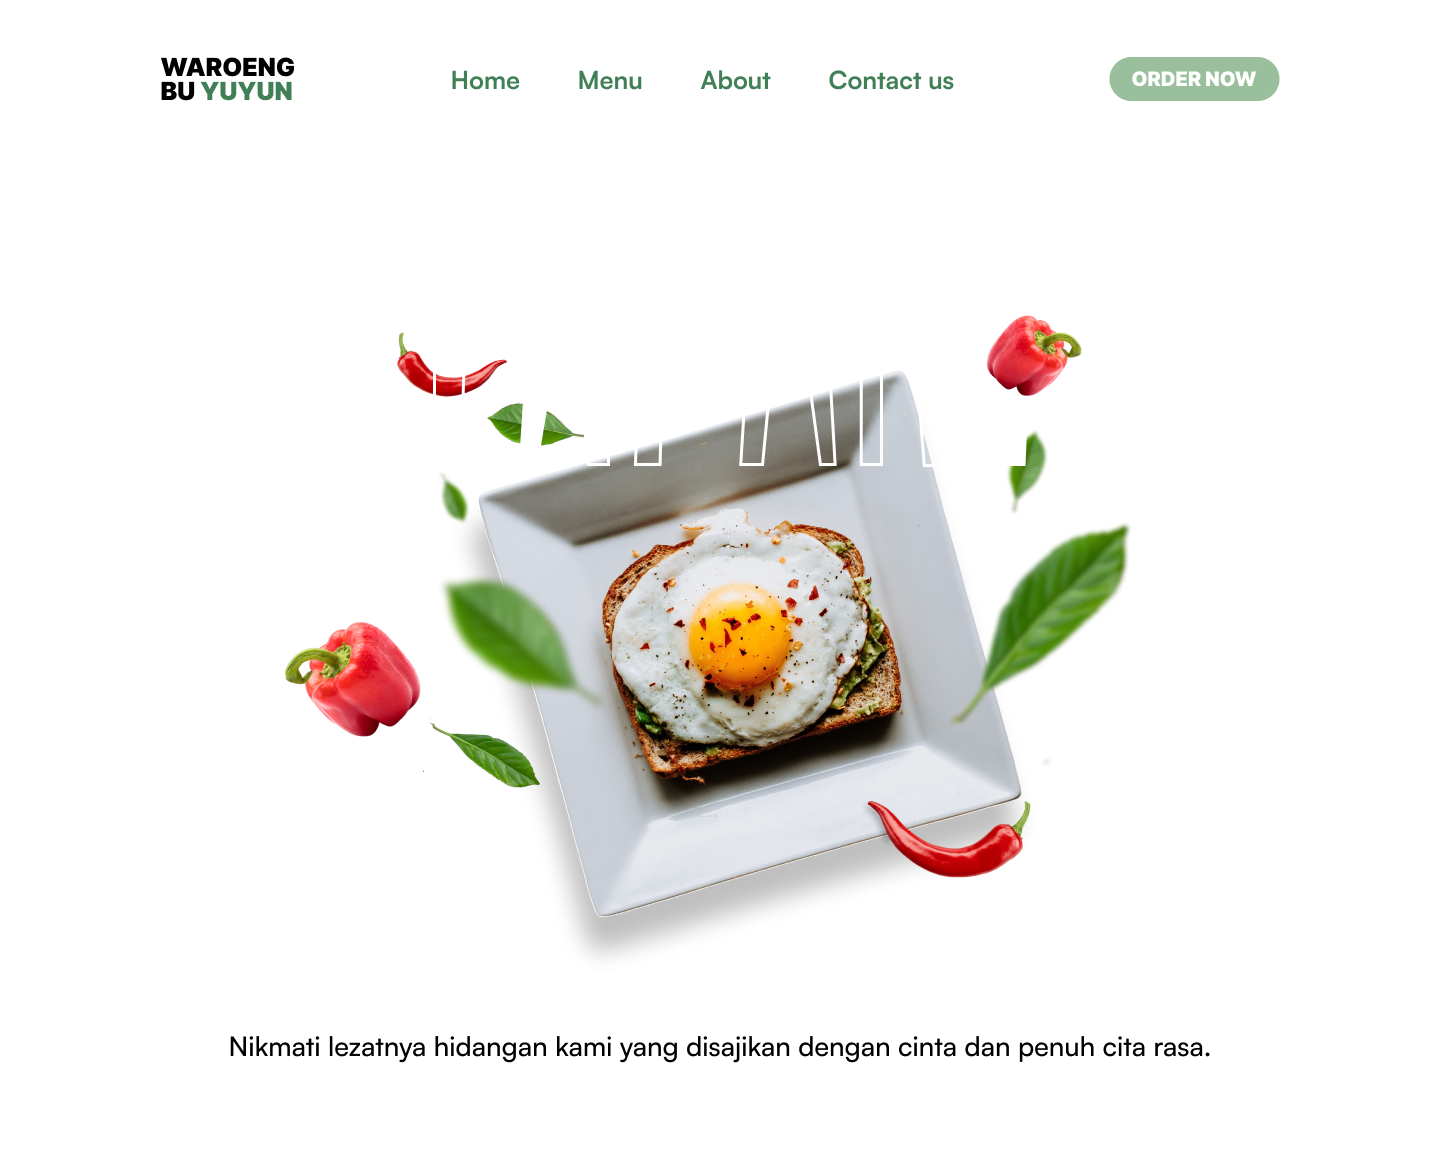 WAROENG
BU YUYUN
Home
Menu
About
Contact us
ORDER NOW
Nikmati lezatnya hidangan kami yang disajikan dengan cinta dan penuh cita rasa.